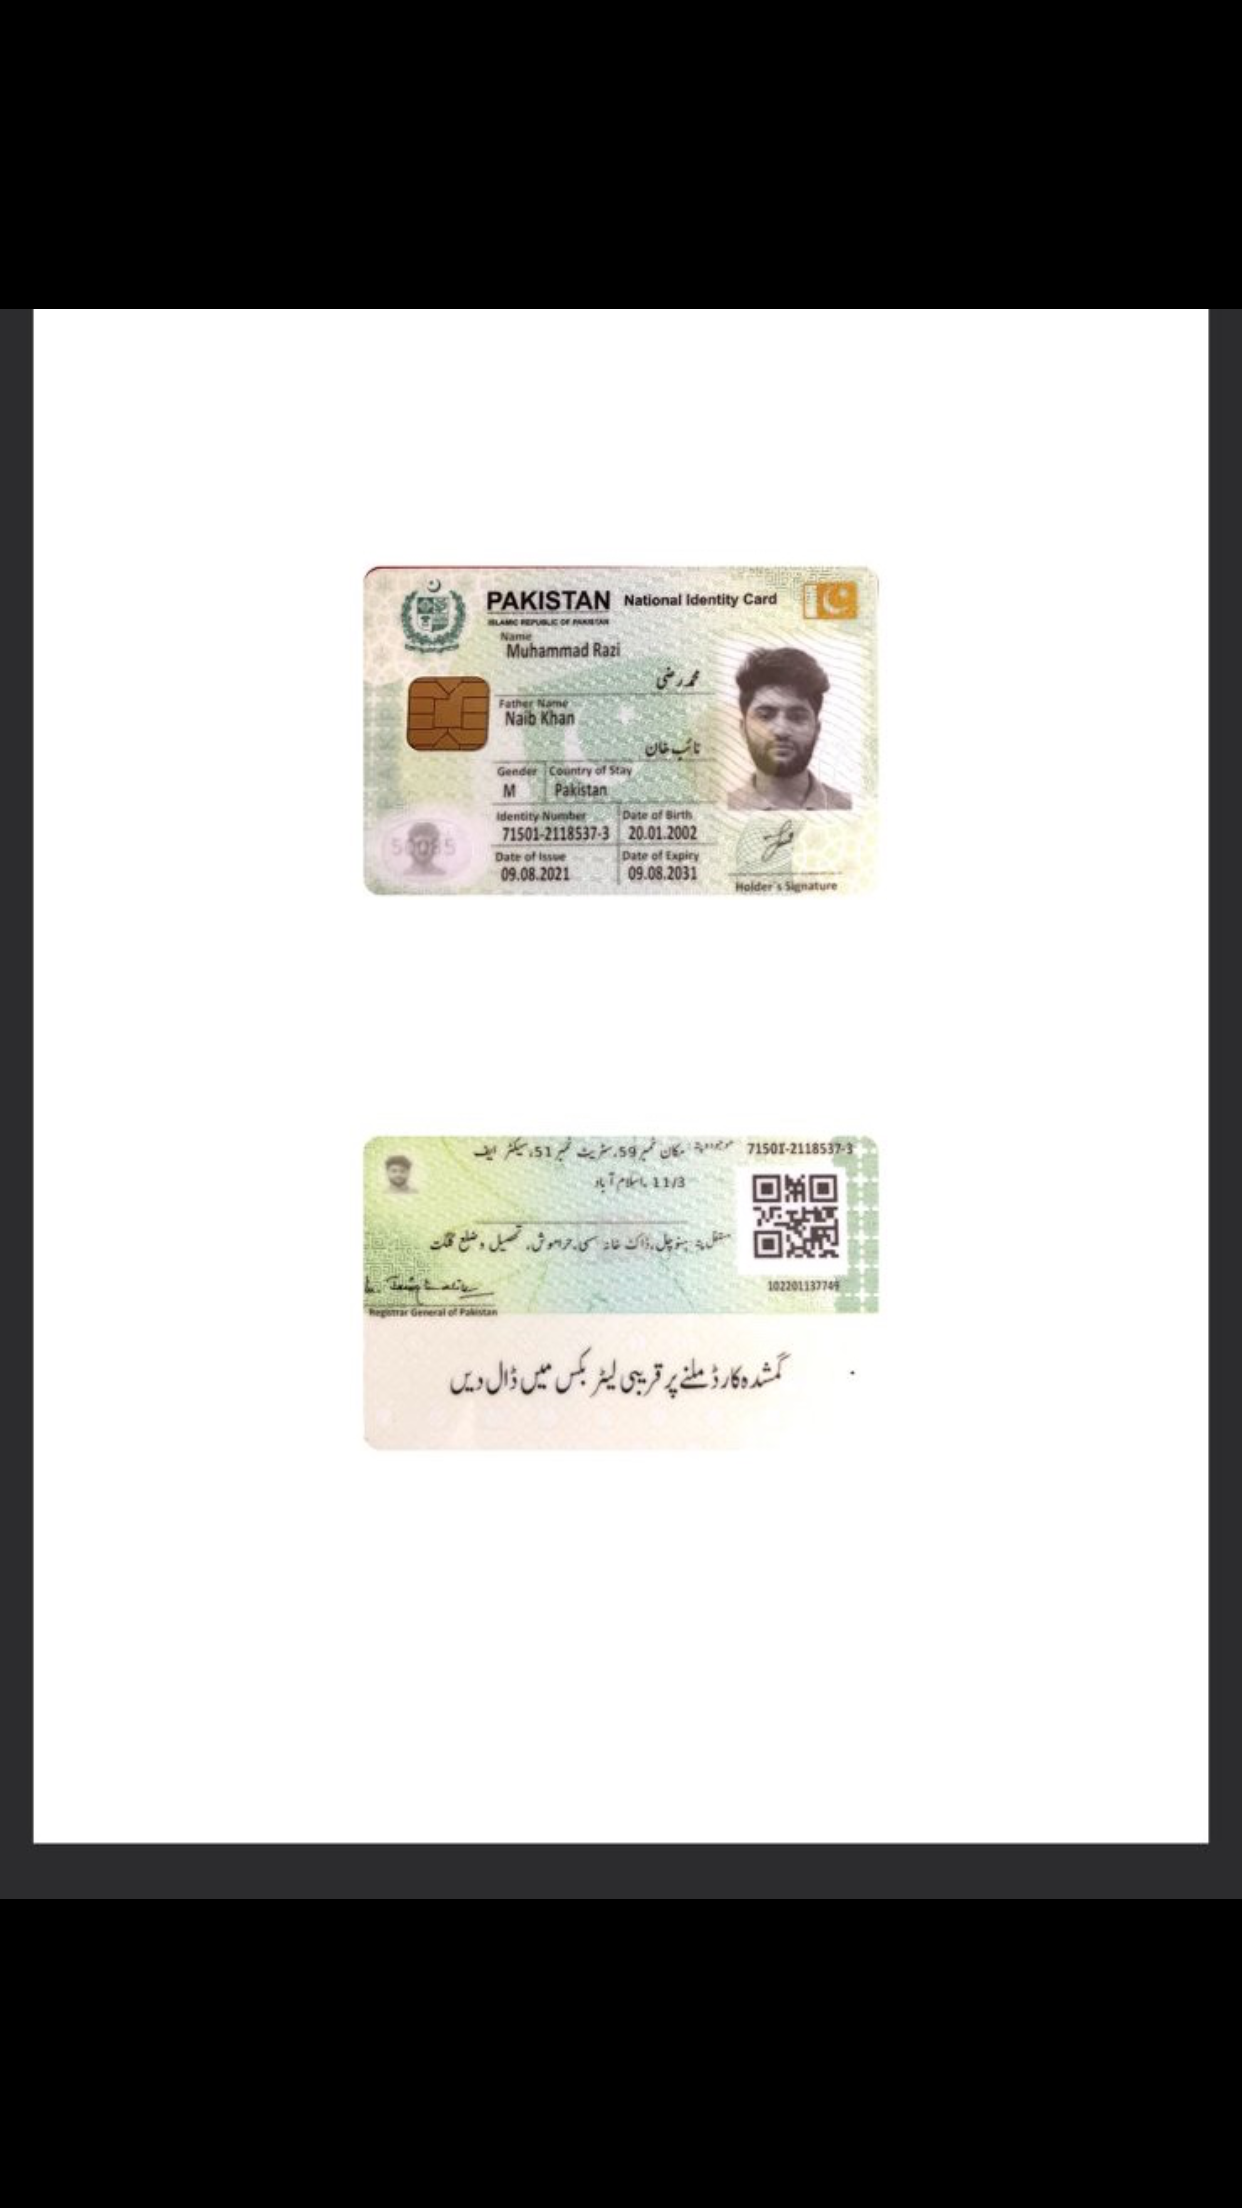 PAKISTAN National Identity Card
ISLAMIC REPUBLIC OF PAKISTAN
Name
Muhammad Razi
محمد رضی
Father Name
Naib Khan
نائب خان
Gender Country of Stay
M Pakistan
Identity Number Date of Birth
71501-2118537-3 20.01.2002
Date of Issue Date of Expiry
09.08.2021 09.08.2031
Holder's Signature
موجودہ پتہ مکان نمبر 59، سٹریٹ نمبر 51، سیکٹر ایف
11/3، اسلام آباد
71501-2118537-3
مستقل پتہ ڈاک خانہ سسی، حراموش، تحصیل و ضلع گلگت
102201137749
Registrar General of Pakistan
گمشدہ کارڈ ملنے پر قریبی لیٹر بکس میں ڈال دیں